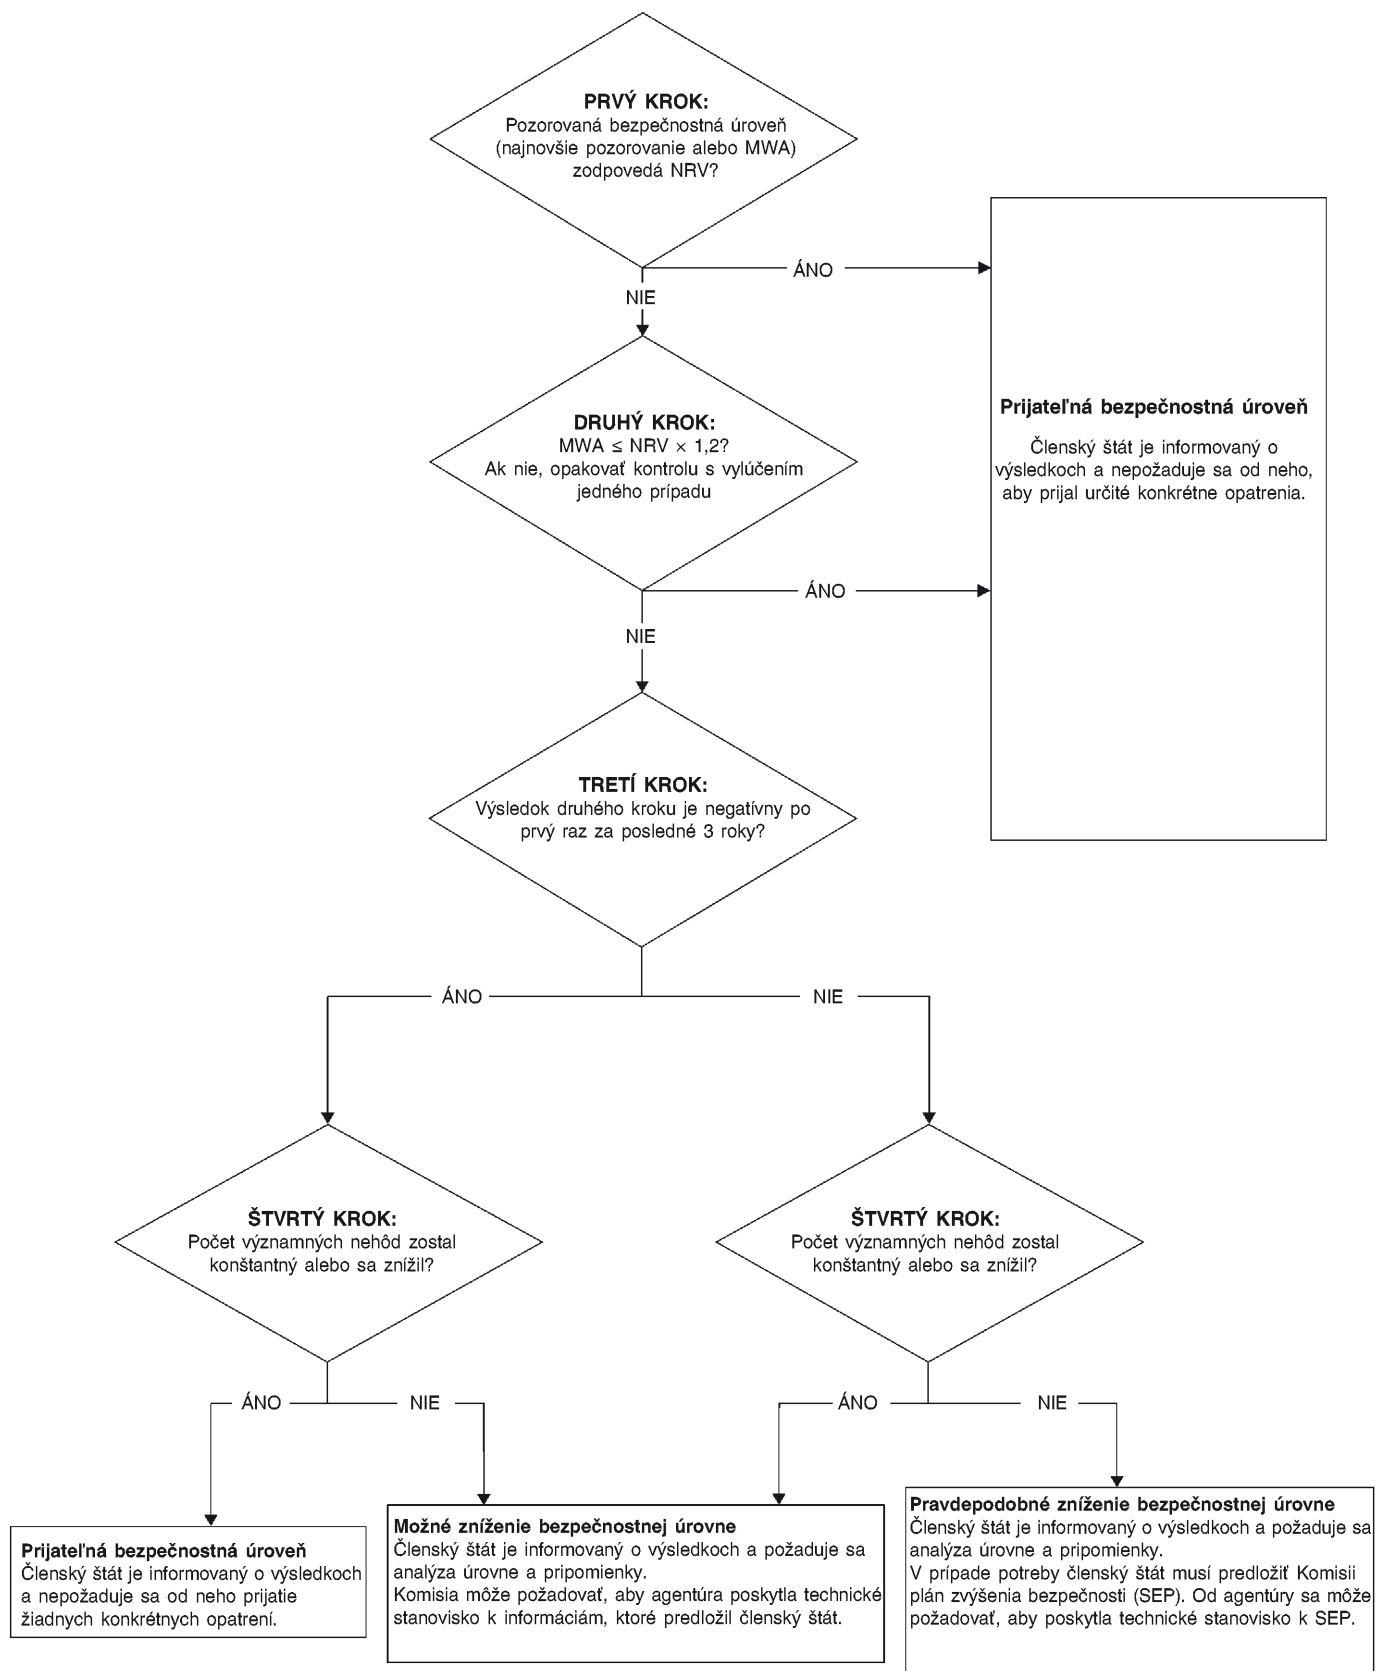 PRVÝ KROK:
Pozorovaná bezpečnostná úroveň
(najnovšie pozorovanie alebo MWA)
zodpovedá NRV?
ÁNO
NIE
DRUHÝ KROK:
MWA ≤ NRV × 1,2?
Ak nie, opakovať kontrolu s vylúčením
jedného prípadu
Prijateľná bezpečnostná úroveň
Členský štát je informovaný o
výsledkoch a nepožaduje sa od neho,
aby prijal určité konkrétne opatrenia.
ÁNO
NIE
TRETÍ KROK:
Výsledok druhého kroku je negatívny po
prvý raz za posledné 3 roky?
ÁNO
NIE
ŠTVRTÝ KROK:
Počet významných nehôd zostal
konštantný alebo sa znížil?
ŠTVRTÝ KROK:
Počet významných nehôd zostal
konštantný alebo sa znížil?
ÁNO
NIE
ÁNO
NIE
Prijateľná bezpečnostná úroveň
Členský štát je informovaný o výsledkoch
a nepožaduje sa od neho prijatie
žiadnych konkrétnych opatrení.
Možné zníženie bezpečnostnej úrovne
Členský štát je informovaný o výsledkoch a požaduje sa
analýza úrovne a pripomienky.
Komisia môže požadovať, aby agentúra poskytla technické
stanovisko k informáciám, ktoré predložil členský štát.
Pravdepodobné zníženie bezpečnostnej úrovne
Členský štát je informovaný o výsledkoch a požaduje sa
analýza úrovne a pripomienky.
V prípade potreby členský štát musí predložiť Komisii
plán zvýšenia bezpečnosti (SEP). Od agentúry sa môže
požadovať, aby poskytla technické stanovisko k SEP.